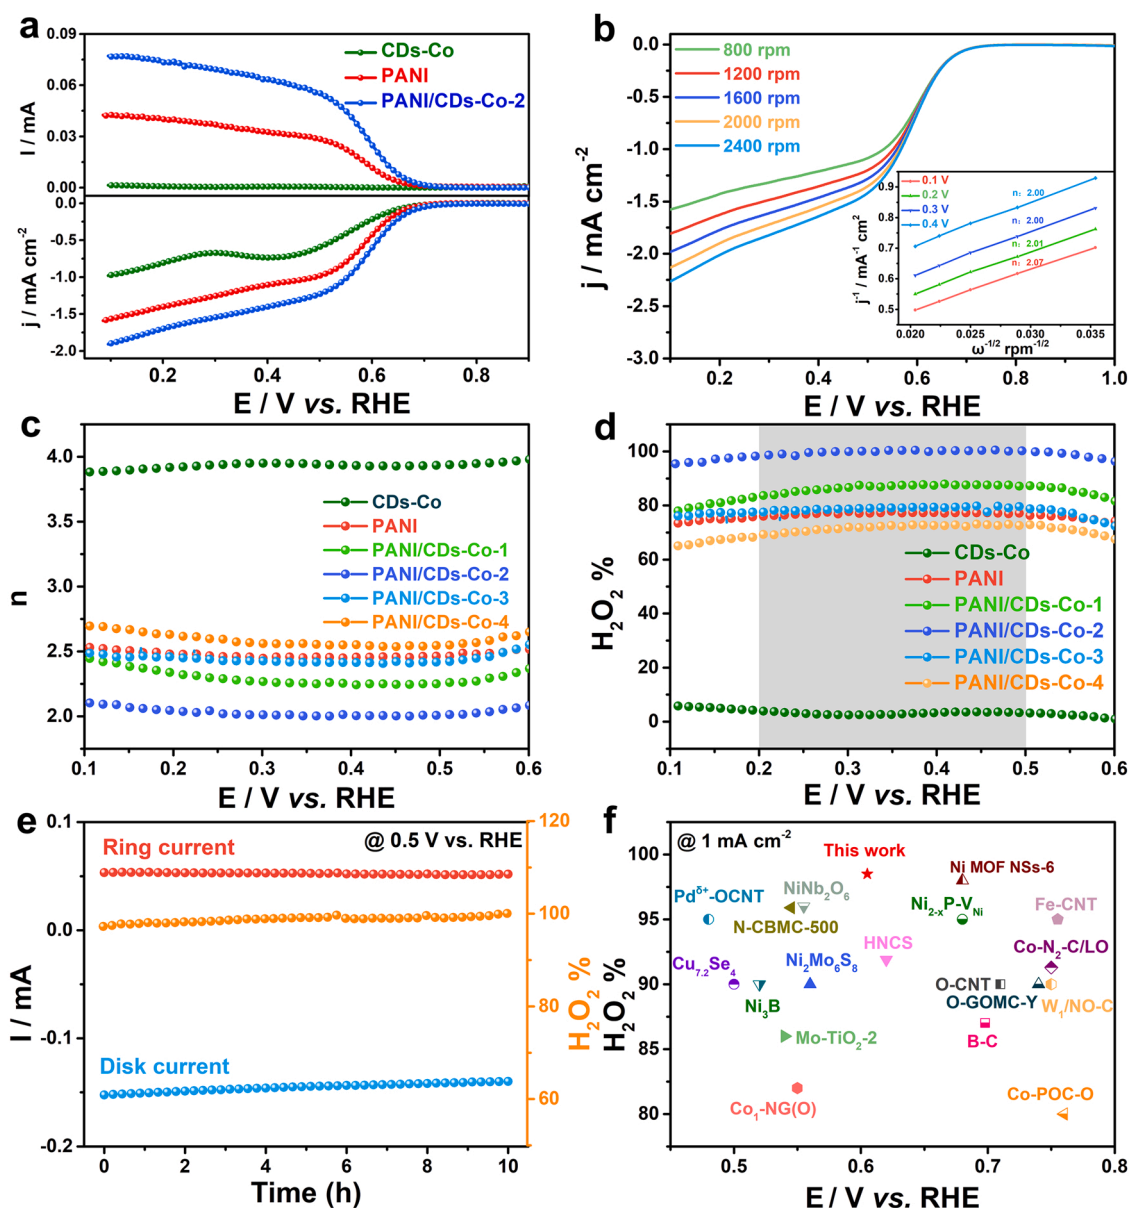 a
0.09
0.06
0.03
0.00
I / mA
CDs-Co
PANI
PANI/CDs-Co-2
0.0
-0.5
-1.0
-1.5
-2.0
j / mA cm⁻²
0.2
0.4
0.6
0.8
E / V vs. RHE
b
0.0
-0.5
-1.0
-1.5
-2.0
-2.5
-3.0
j / mA cm⁻²
800 rpm
1200 rpm
1600 rpm
2000 rpm
2400 rpm
0.1 V
0.2 V
0.3 V
0.4 V
n: 2.00
n: 2.00
n: 2.01
n: 2.07
0.9
0.8
0.7
0.6
0.5
j⁻¹ / mA⁻¹ cm²
0.020
0.025
0.030
0.035
ω⁻¹ᐟ² rpm⁻¹ᐟ²
0.2
0.4
0.6
0.8
1.0
E / V vs. RHE
c
4.0
3.5
3.0
2.5
2.0
n
CDs-Co
PANI
PANI/CDs-Co-1
PANI/CDs-Co-2
PANI/CDs-Co-3
PANI/CDs-Co-4
0.1
0.2
0.3
0.4
0.5
0.6
E / V vs. RHE
d
100
80
60
40
20
0
H₂O₂ %
CDs-Co
PANI
PANI/CDs-Co-1
PANI/CDs-Co-2
PANI/CDs-Co-3
PANI/CDs-Co-4
0.1
0.2
0.3
0.4
0.5
0.6
E / V vs. RHE
e
0.1
0.0
-0.1
-0.2
I / mA
Ring current
@ 0.5 V vs. RHE
Disk current
120
100
80
60
H₂O₂ %
0
2
4
6
8
10
Time (h)
f
100
95
90
85
80
H₂O₂ %
@ 1 mA cm⁻²
This work
Ni MOF NSs-6
Pdᵟ⁺-OCNT
NiNb₂O₆
N-CBMC-500
Ni₂₋ₓP-V_Ni
Fe-CNT
HNCS
Co-N₂-C/LO
Cu₇.₂Se₄
Ni₂Mo₆S₈
Ni₃B
O-CNT
O-GOMC-Y
W₁/NO-C
B-C
Mo-TiO₂-2
Co₁-NG(O)
Co-POC-O
0.5
0.6
0.7
0.8
E / V vs. RHE